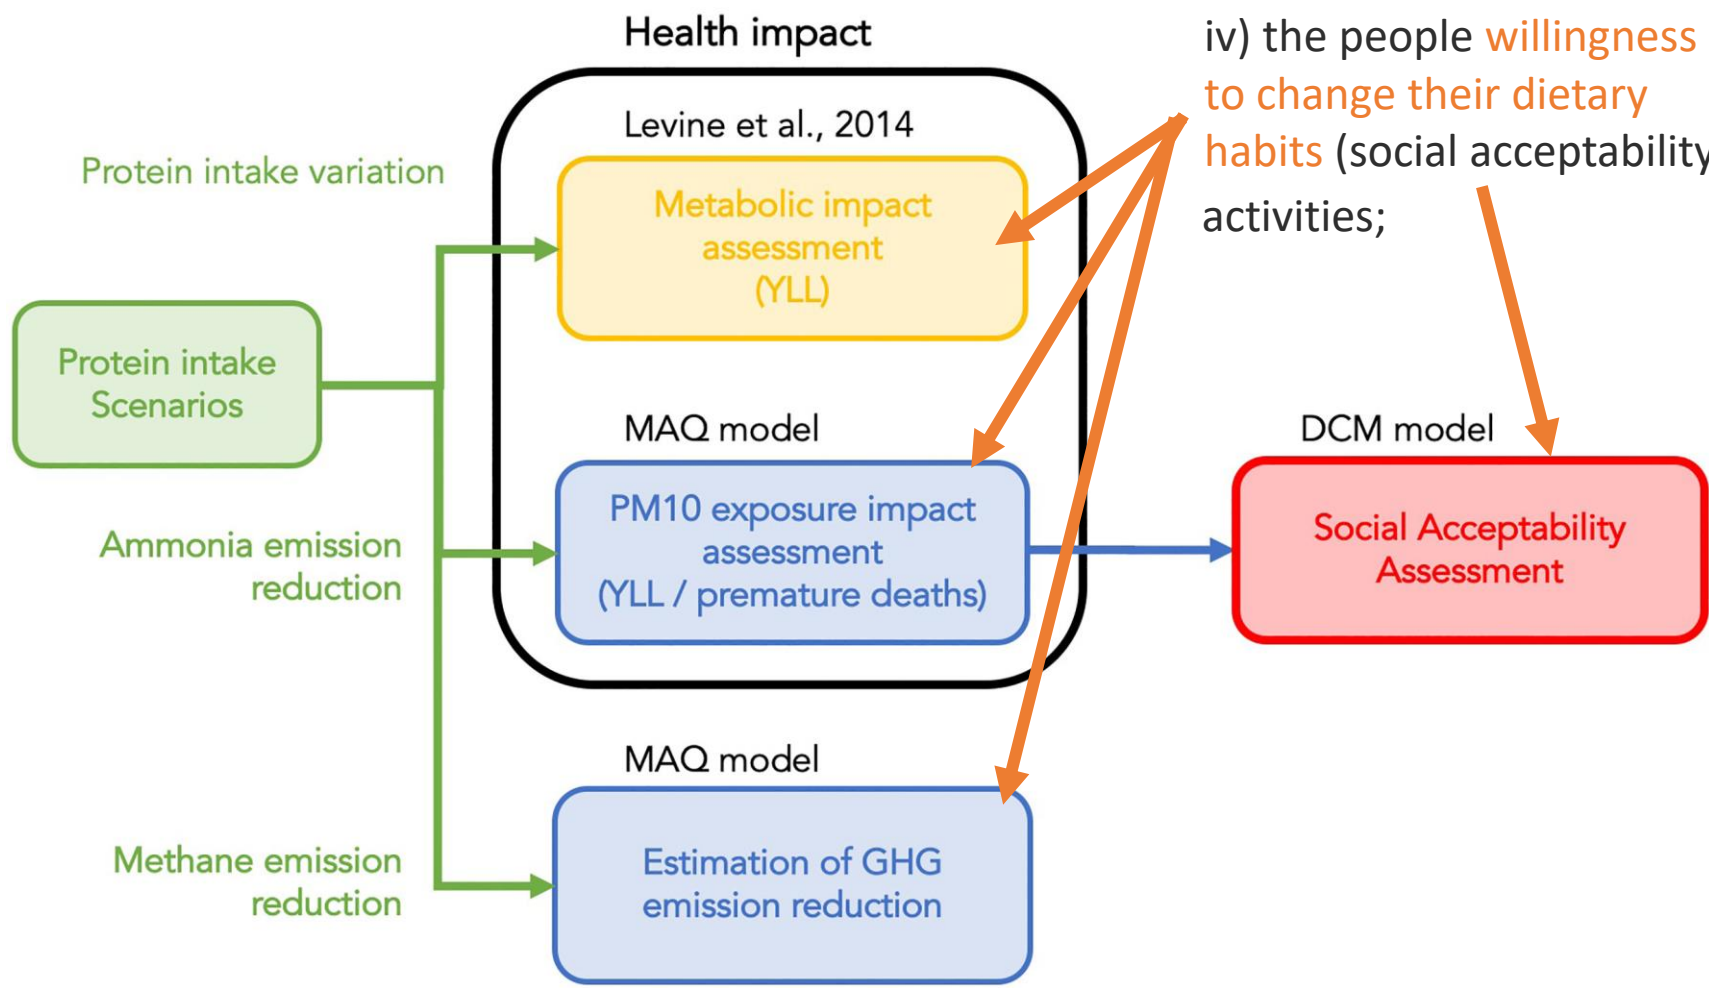 Health impact
iv) the people willingness
to change their dietary
habits (social acceptability
activities;
Levine et al., 2014
Protein intake variation
Metabolic impact
assessment
(YLL)
Protein intake
Scenarios
MAQ model
DCM model
PM10 exposure impact
assessment
(YLL / premature deaths)
Ammonia emission
reduction
Social Acceptability
Assessment
MAQ model
Methane emission
reduction
Estimation of GHG
emission reduction